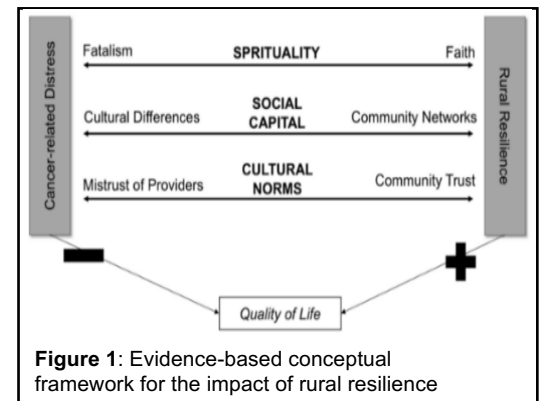 Cancer-related Distress
Fatalism SPRITUALITY Faith
Cultural Differences SOCIAL CAPITAL Community Networks
Mistrust of Providers CULTURAL NORMS Community Trust
Rural Resilience
Quality of Life
Figure 1: Evidence-based conceptual
framework for the impact of rural resilience